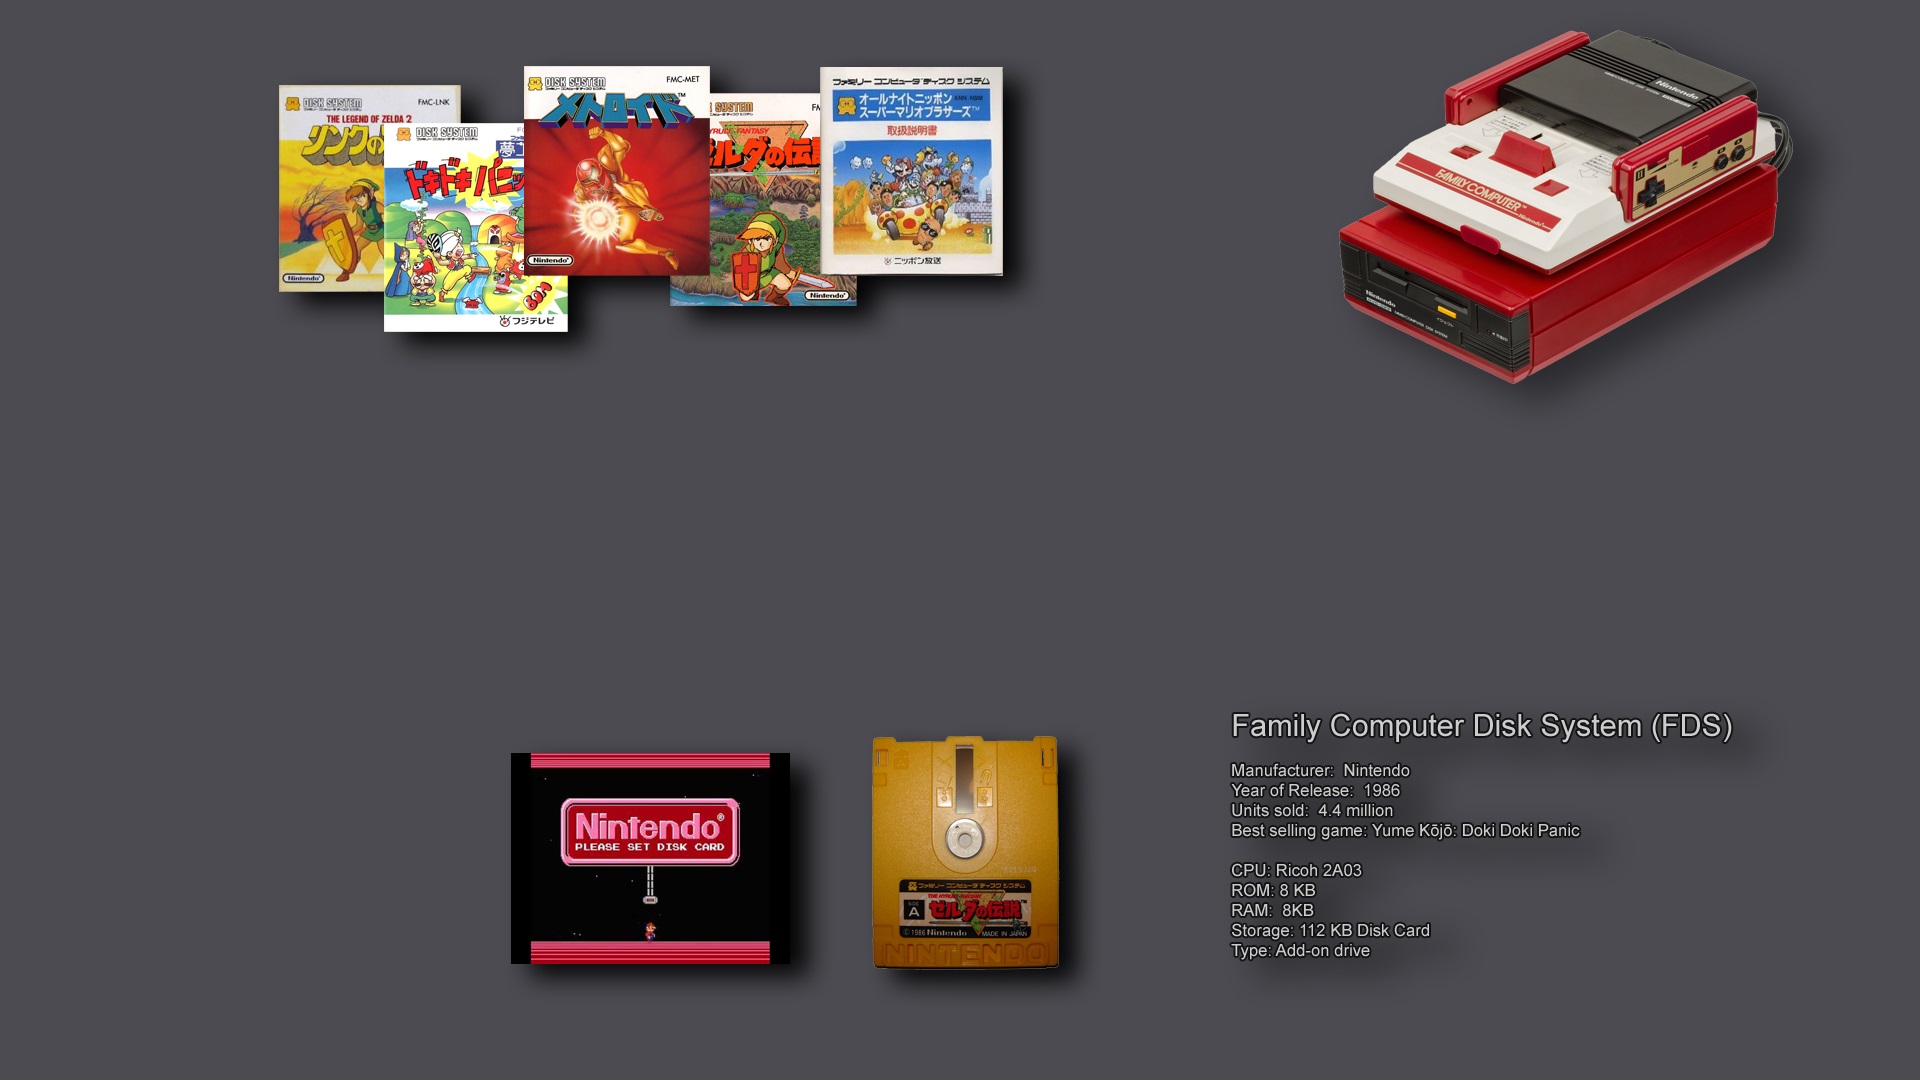 DISK SYSTEM
FMC-LNK
THE LEGEND OF ZELDA 2
リンクの
Nintendo®
DISK SYSTEM
夢工
ドキドキパニッ
フジテレビ
DISK SYSTEM
FMC-MET
メトロイド™
Nintendo®
SYSTEM
ゼルダの伝説
Nintendo®
ファミリー コンピュータ ディスク システム
オールナイトニッポン
スーパーマリオブラザーズ™
取扱説明書
ニッポン放送
Nintendo
FAMILY COMPUTER™
Nintendo®
II
Nintendo
Nintendo®
PLEASE SET DISK CARD
ファミリー コンピュータ ディスク システム
SIDE
A
ゼルダの伝説
©1986 Nintendo MADE IN JAPAN
NINTENDO
Family Computer Disk System (FDS)
Manufacturer: Nintendo
Year of Release: 1986
Units sold: 4.4 million
Best selling game: Yume Kōjō: Doki Doki Panic
CPU: Ricoh 2A03
ROM: 8 KB
RAM: 8KB
Storage: 112 KB Disk Card
Type: Add-on drive